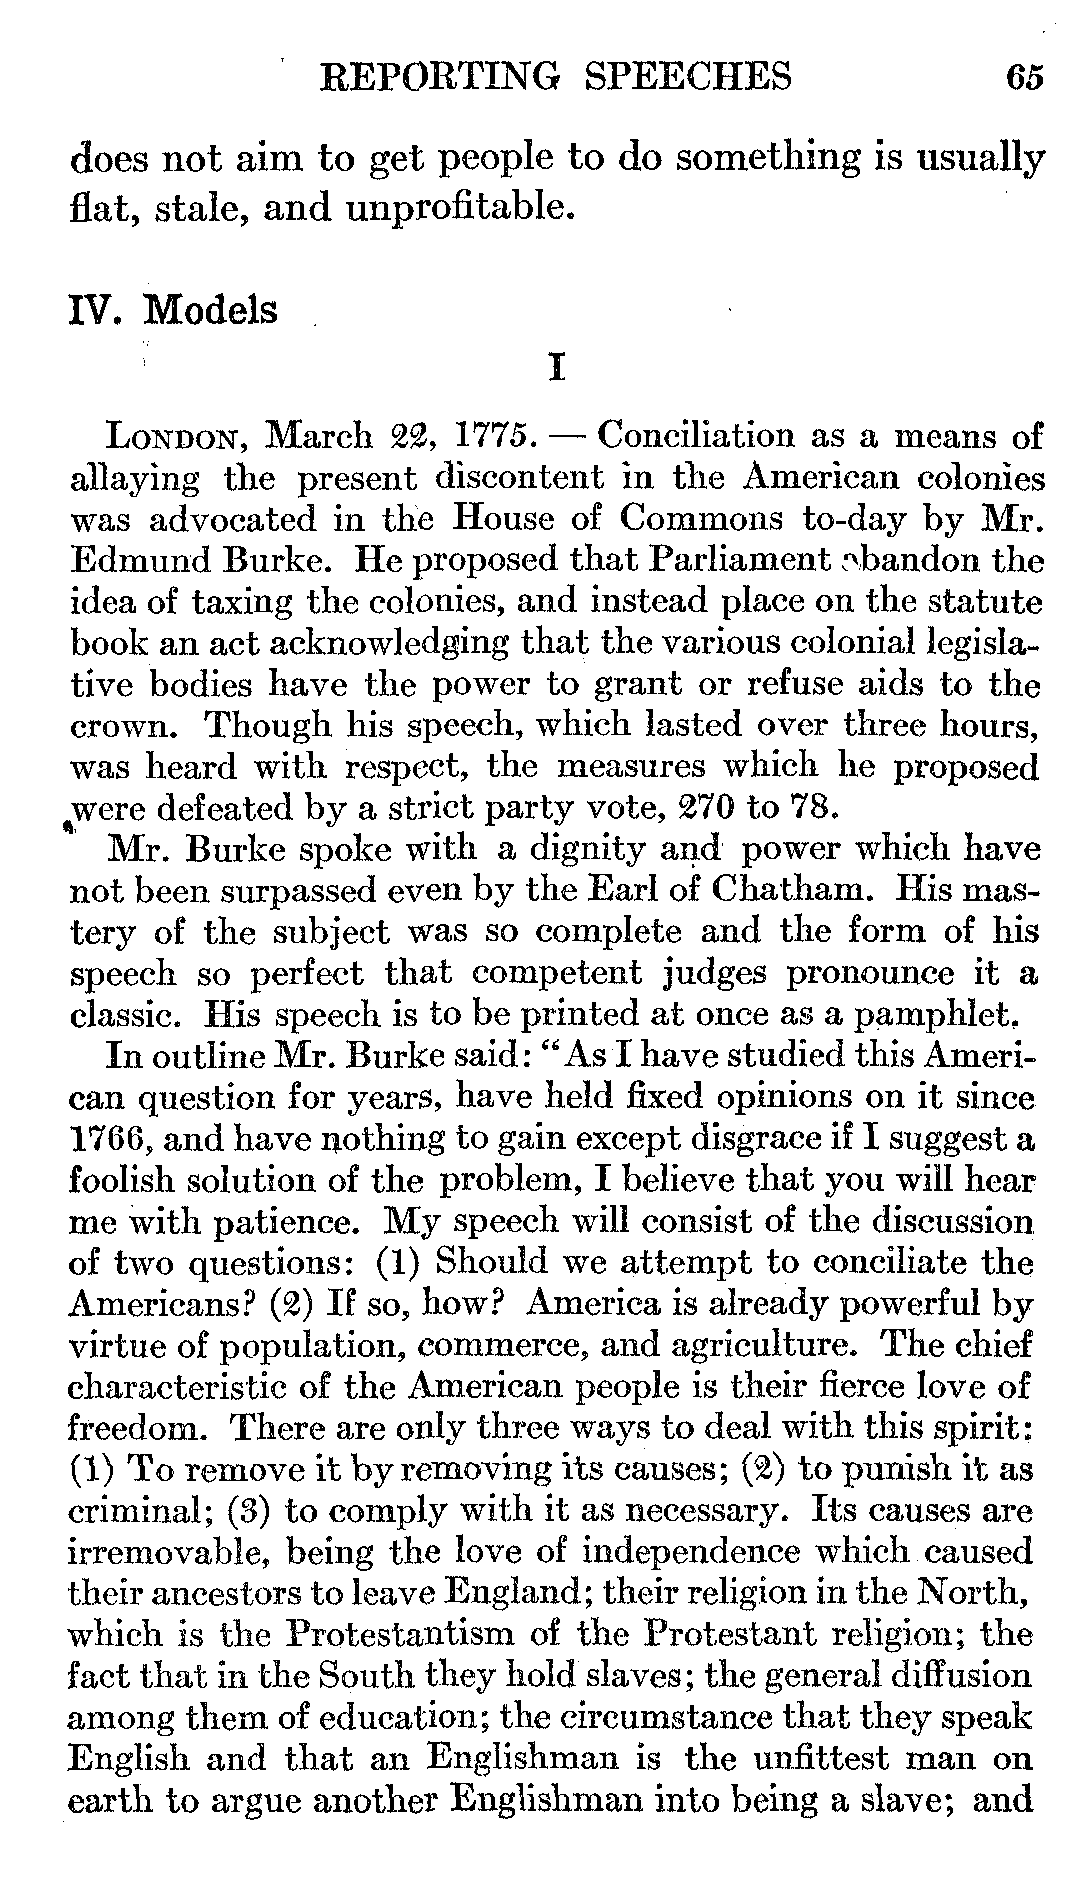 REPORTING SPEECHES 65
does not aim to get people to do something is usually
flat, stale, and unprofitable.
IV. Models
I
LONDON, March 22, 1775. — Conciliation as a means of
allaying the present discontent in the American colonies
was advocated in the House of Commons to-day by Mr.
Edmund Burke. He proposed that Parliament abandon the
idea of taxing the colonies, and instead place on the statute
book an act acknowledging that the various colonial legisla-
tive bodies have the power to grant or refuse aids to the
crown. Though his speech, which lasted over three hours,
was heard with respect, the measures which he proposed
were defeated by a strict party vote, 270 to 78.
Mr. Burke spoke with a dignity and power which have
not been surpassed even by the Earl of Chatham. His mas-
tery of the subject was so complete and the form of his
speech so perfect that competent judges pronounce it a
classic. His speech is to be printed at once as a pamphlet.
In outline Mr. Burke said: “As I have studied this Ameri-
can question for years, have held fixed opinions on it since
1766, and have nothing to gain except disgrace if I suggest a
foolish solution of the problem, I believe that you will hear
me with patience. My speech will consist of the discussion
of two questions: (1) Should we attempt to conciliate the
Americans? (2) If so, how? America is already powerful by
virtue of population, commerce, and agriculture. The chief
characteristic of the American people is their fierce love of
freedom. There are only three ways to deal with this spirit:
(1) To remove it by removing its causes; (2) to punish it as
criminal; (3) to comply with it as necessary. Its causes are
irremovable, being the love of independence which caused
their ancestors to leave England; their religion in the North,
which is the Protestantism of the Protestant religion; the
fact that in the South they hold slaves; the general diffusion
among them of education; the circumstance that they speak
English and that an Englishman is the unfittest man on
earth to argue another Englishman into being a slave; and